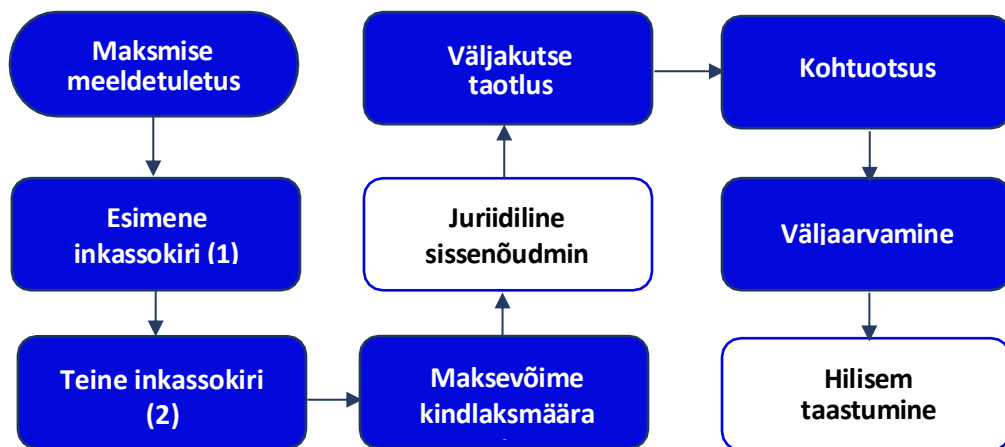 Maksmise
meeldetuletus
Esimene
inkassokiri (1)
Teine inkassokiri
(2)
Maksevõime
kindlaksmäära
Juriidiline
sissenõudmin
Väljakutse
taotlus
Kohtuotsus
Väljaarvamine
Hilisem
taastumine